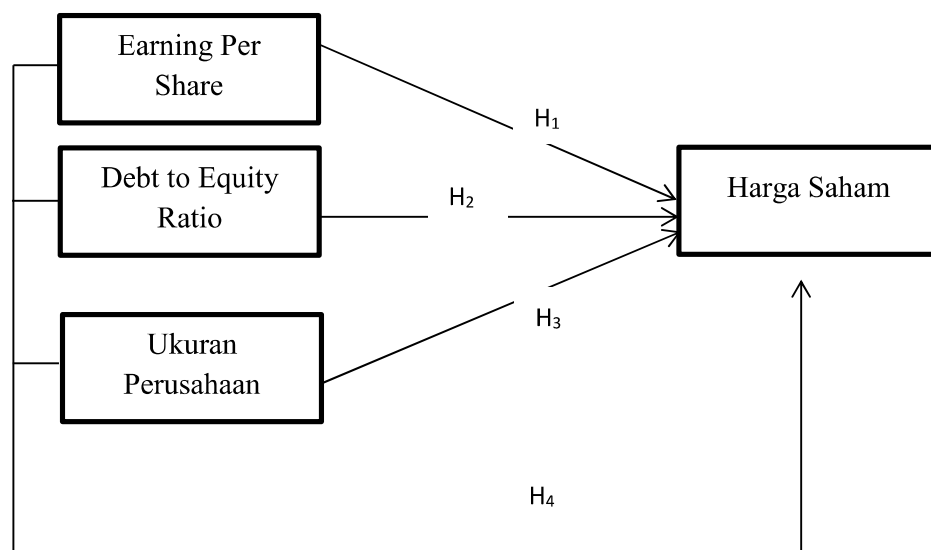 Earning Per
Share
H₁
Debt to Equity
Ratio
H₂
Harga Saham
Ukuran
Perusahaan
H₃
H₄